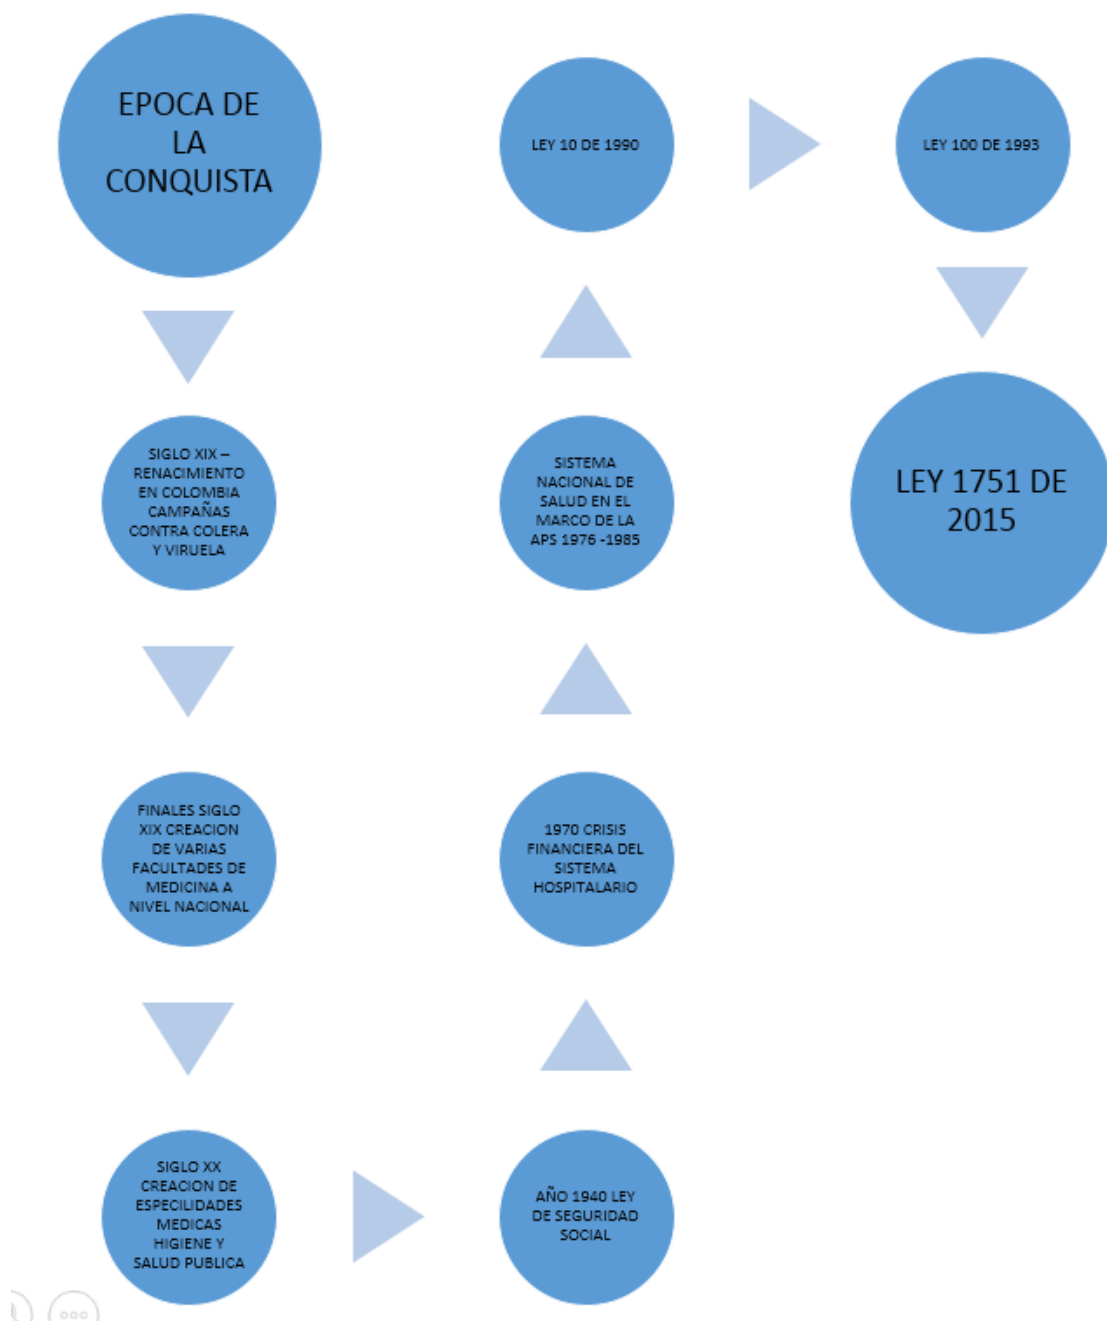 EPOCA DE
LA
CONQUISTA
SIGLO XIX –
RENACIMIENTO
EN COLOMBIA
CAMPAÑAS
CONTRA COLERA
Y VIRUELA
FINALES SIGLO
XIX CREACION
DE VARIAS
FACULTADES DE
MEDICINA A
NIVEL NACIONAL
SIGLO XX
CREACION DE
ESPECILIDADES
MEDICAS
HIGIENE Y
SALUD PUBLICA
AÑO 1940 LEY
DE SEGURIDAD
SOCIAL
1970 CRISIS
FINANCIERA DEL
SISTEMA
HOSPITALARIO
SISTEMA
NACIONAL DE
SALUD EN EL
MARCO DE LA
APS 1976 -1985
LEY 10 DE 1990
LEY 100 DE 1993
LEY 1751 DE
2015